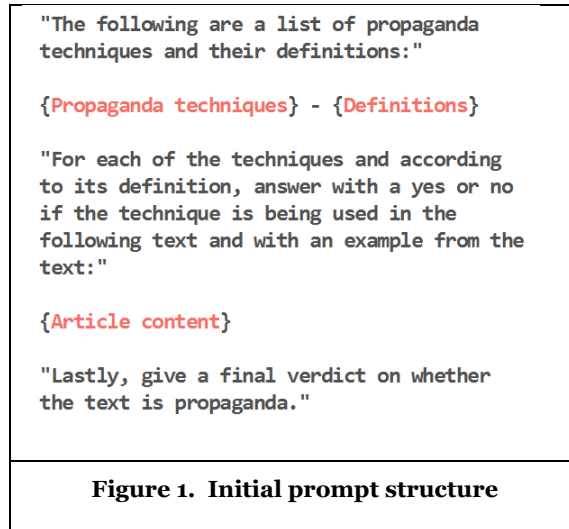 "The following are a list of propaganda
techniques and their definitions:"
{Propaganda techniques} - {Definitions}
"For each of the techniques and according
to its definition, answer with a yes or no
if the technique is being used in the
following text and with an example from the
text:"
{Article content}
"Lastly, give a final verdict on whether
the text is propaganda."
Figure 1. Initial prompt structure